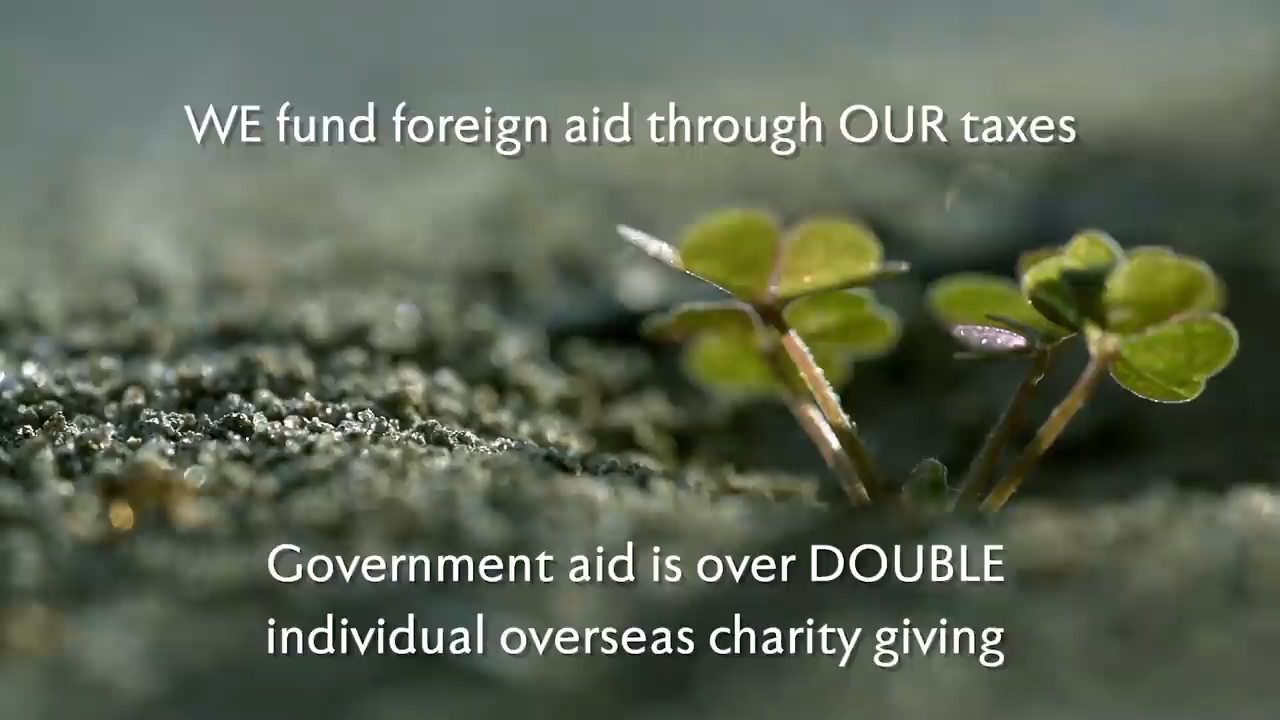 WE fund foreign aid through OUR taxes
Government aid is over DOUBLE
individual overseas charity giving